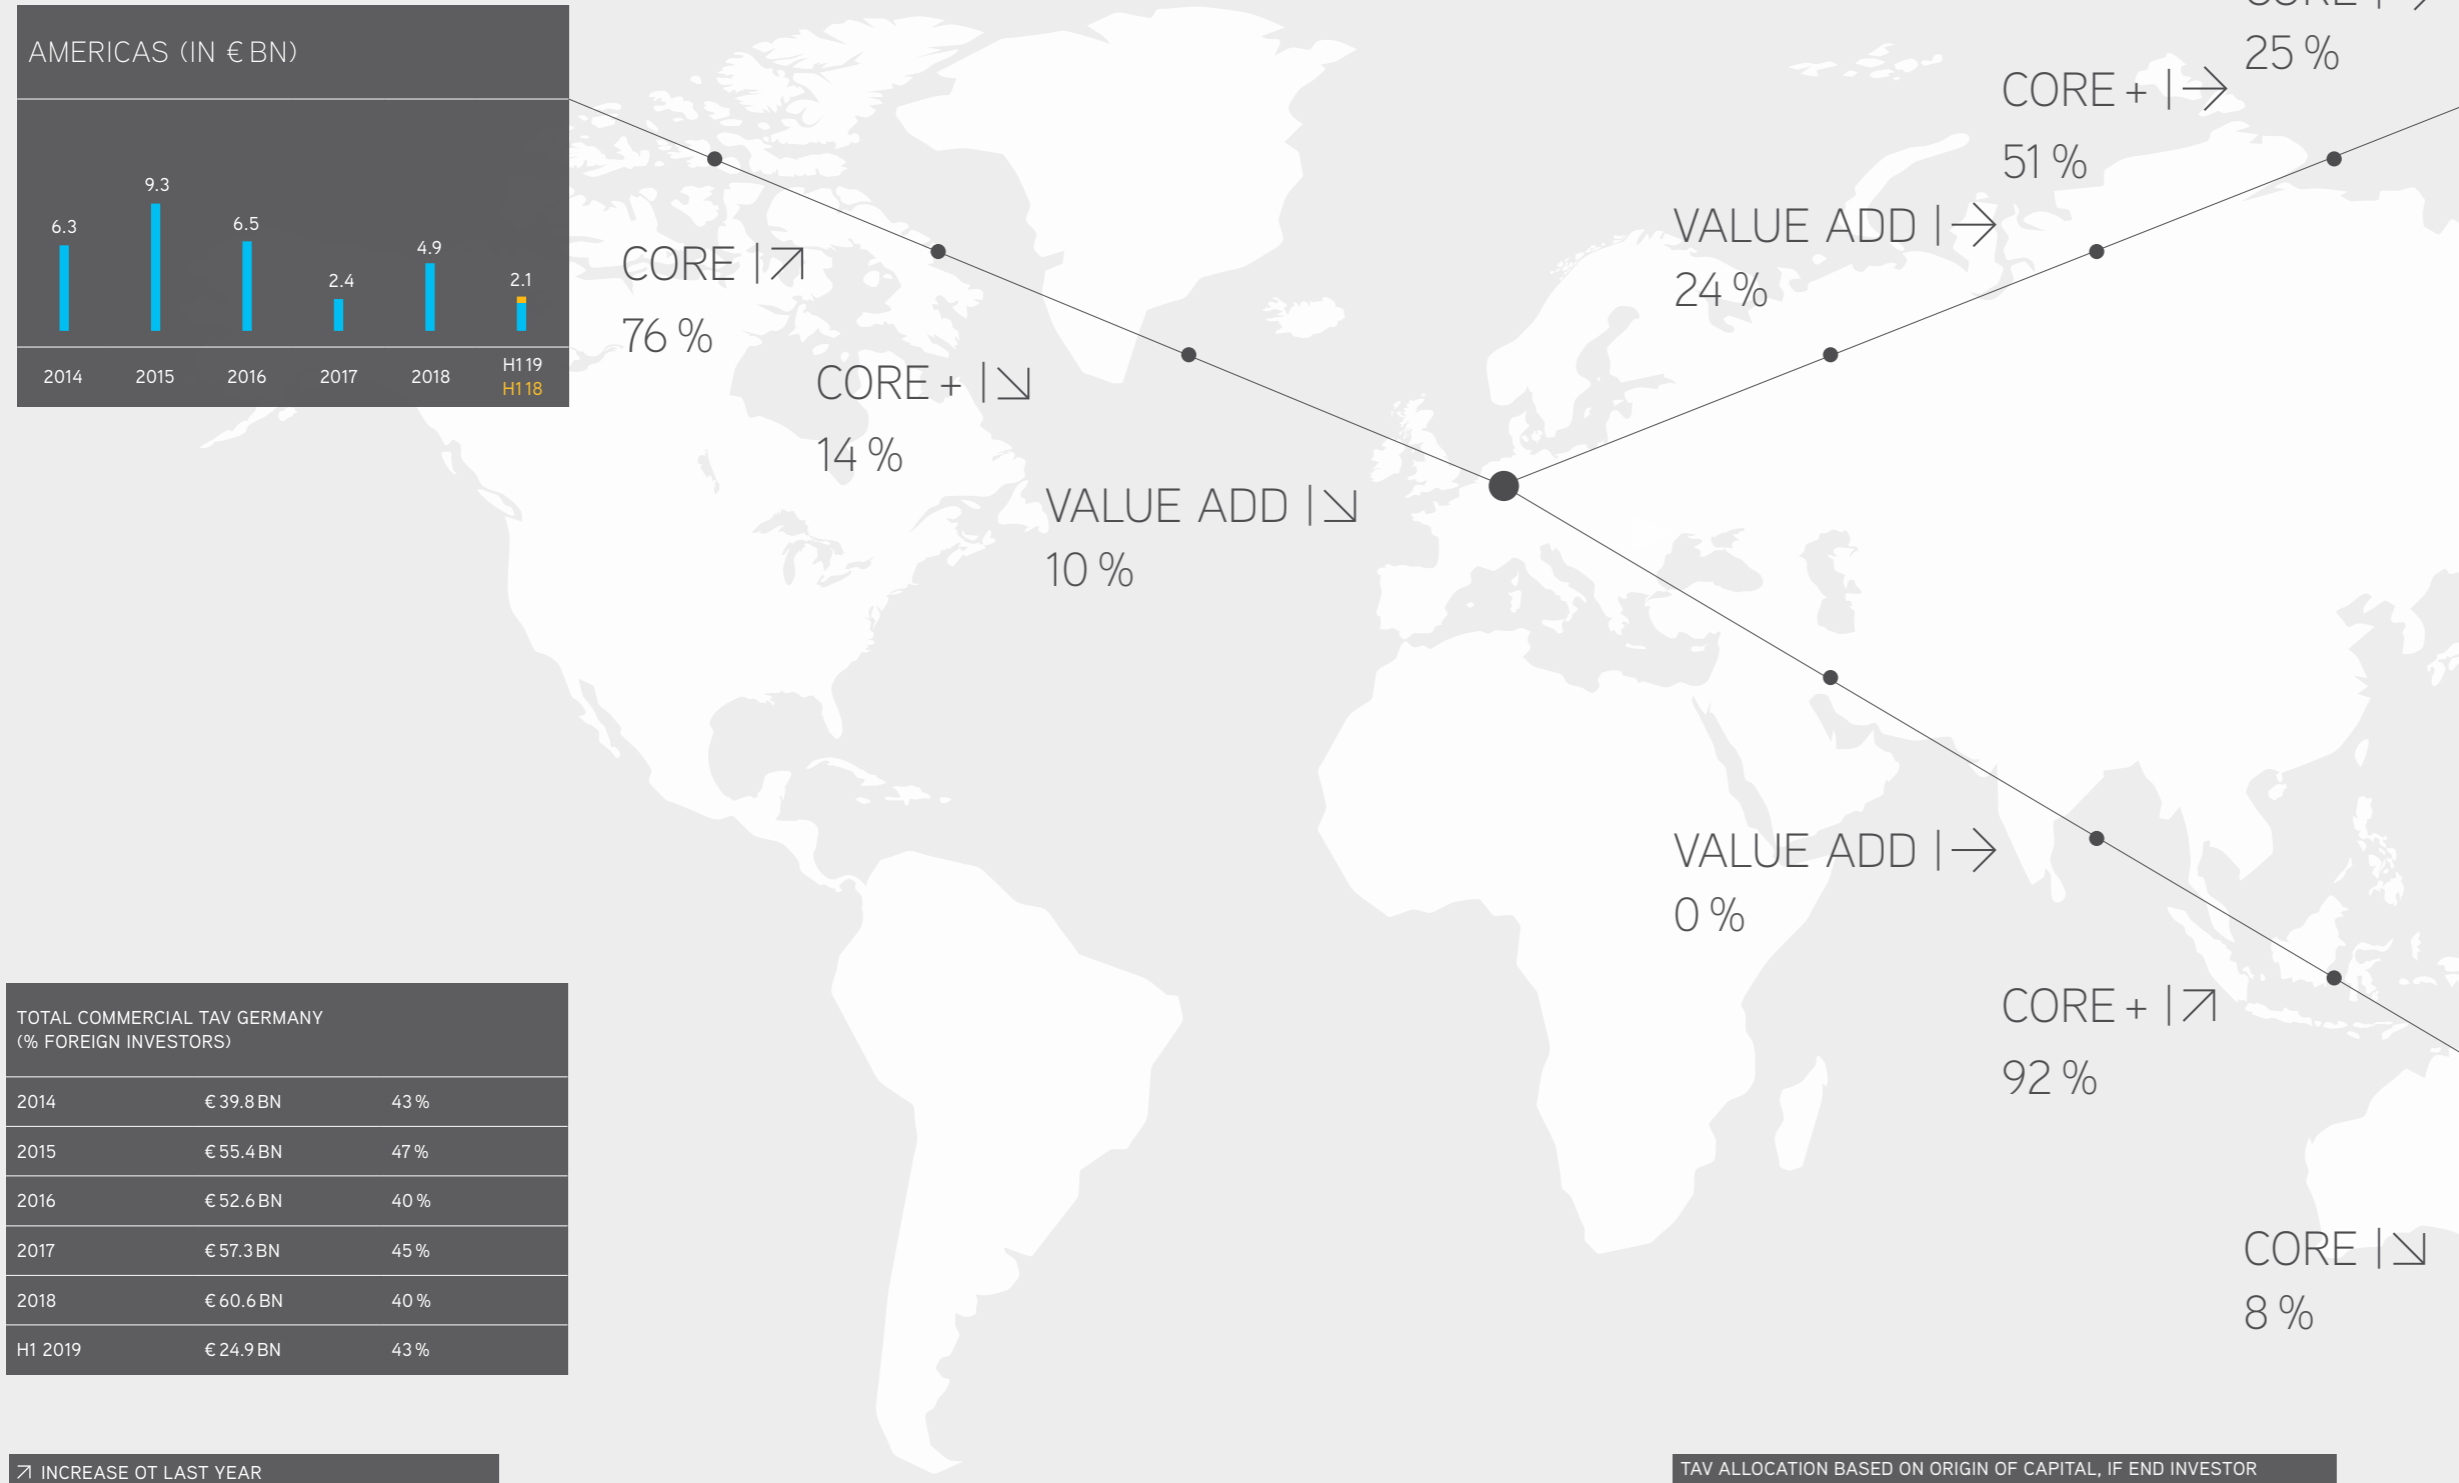 AMERICAS (IN € BN)
6.3
9.3
6.5
2.4
4.9
2.1
2014
2015
2016
2017
2018
H1 19
H1 18
CORE | ↗
76 %
CORE + | ↘
14 %
VALUE ADD | ↘
10 %
CORE | →
25 %
CORE + | →
51 %
VALUE ADD | →
24 %
VALUE ADD | →
0 %
CORE + | ↗
92 %
CORE | ↘
8 %
TOTAL COMMERCIAL TAV GERMANY
(% FOREIGN INVESTORS)
2014 € 39.8 BN 43 %
2015 € 55.4 BN 47 %
2016 € 52.6 BN 40 %
2017 € 57.3 BN 45 %
2018 € 60.6 BN 40 %
H1 2019 € 24.9 BN 43 %
↗ INCREASE OT LAST YEAR
TAV ALLOCATION BASED ON ORIGIN OF CAPITAL, IF END INVESTOR